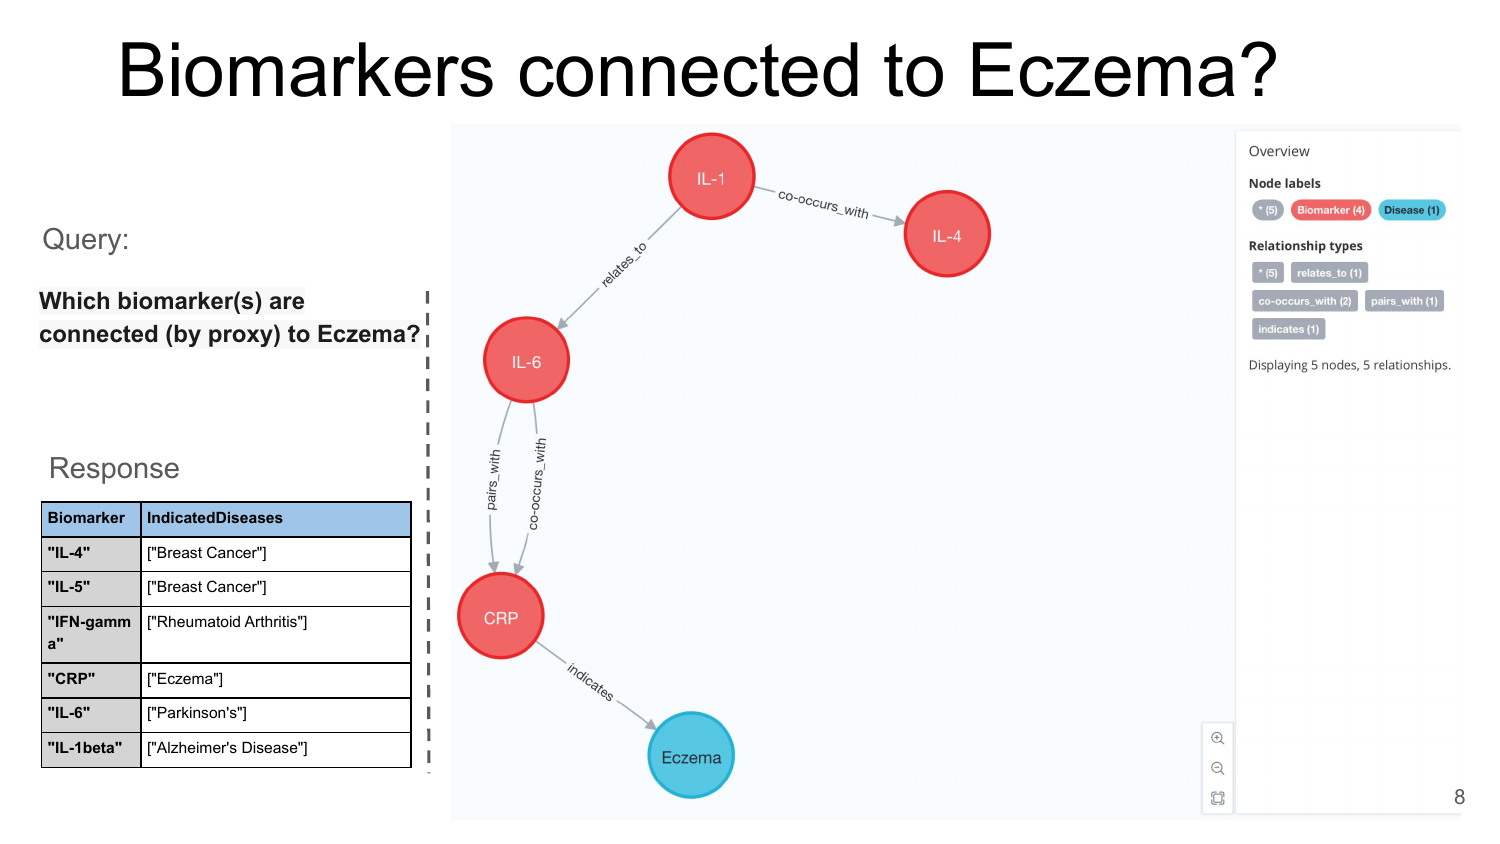 Biomarkers connected to Eczema?
Query:
Which biomarker(s) are
connected (by proxy) to Eczema?
Response
Biomarker IndicatedDiseases
"IL-4" ["Breast Cancer"]
"IL-5" ["Breast Cancer"]
"IFN-gamm ["Rheumatoid Arthritis"]
a"
"CRP" ["Eczema"]
"IL-6" ["Parkinson's"]
"IL-1beta" ["Alzheimer's Disease"]
IL-1
co-occurs_with
IL-4
relates_to
IL-6
pairs_with
co-occurs_with
CRP
indicates
Eczema
Overview
Node labels
* (5) Biomarker (4) Disease (1)
Relationship types
* (5) relates_to (1)
co-occurs_with (2) pairs_with (1)
indicates (1)
Displaying 5 nodes, 5 relationships.
8